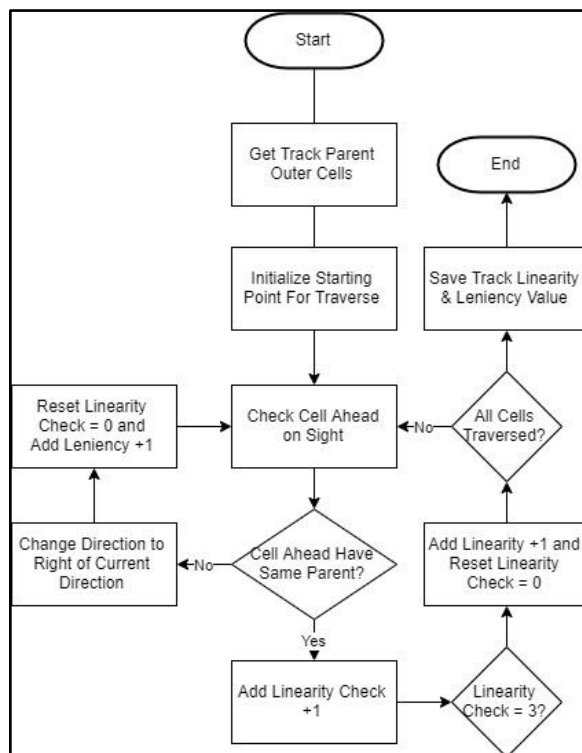 Start
Get Track Parent
Outer Cells
End
Initialize Starting
Point For Traverse
Save Track Linearity
& Leniency Value
Reset Linearity
Check = 0 and
Add Leniency +1
Check Cell Ahead
on Sight
No
All Cells
Traversed?
Change Direction to
Right of Current
Direction
No
Cell Ahead Have
Same Parent?
Add Linearity +1 and
Reset Linearity
Check = 0
Yes
Add Linearity Check
+1
Linearity
Check = 3?